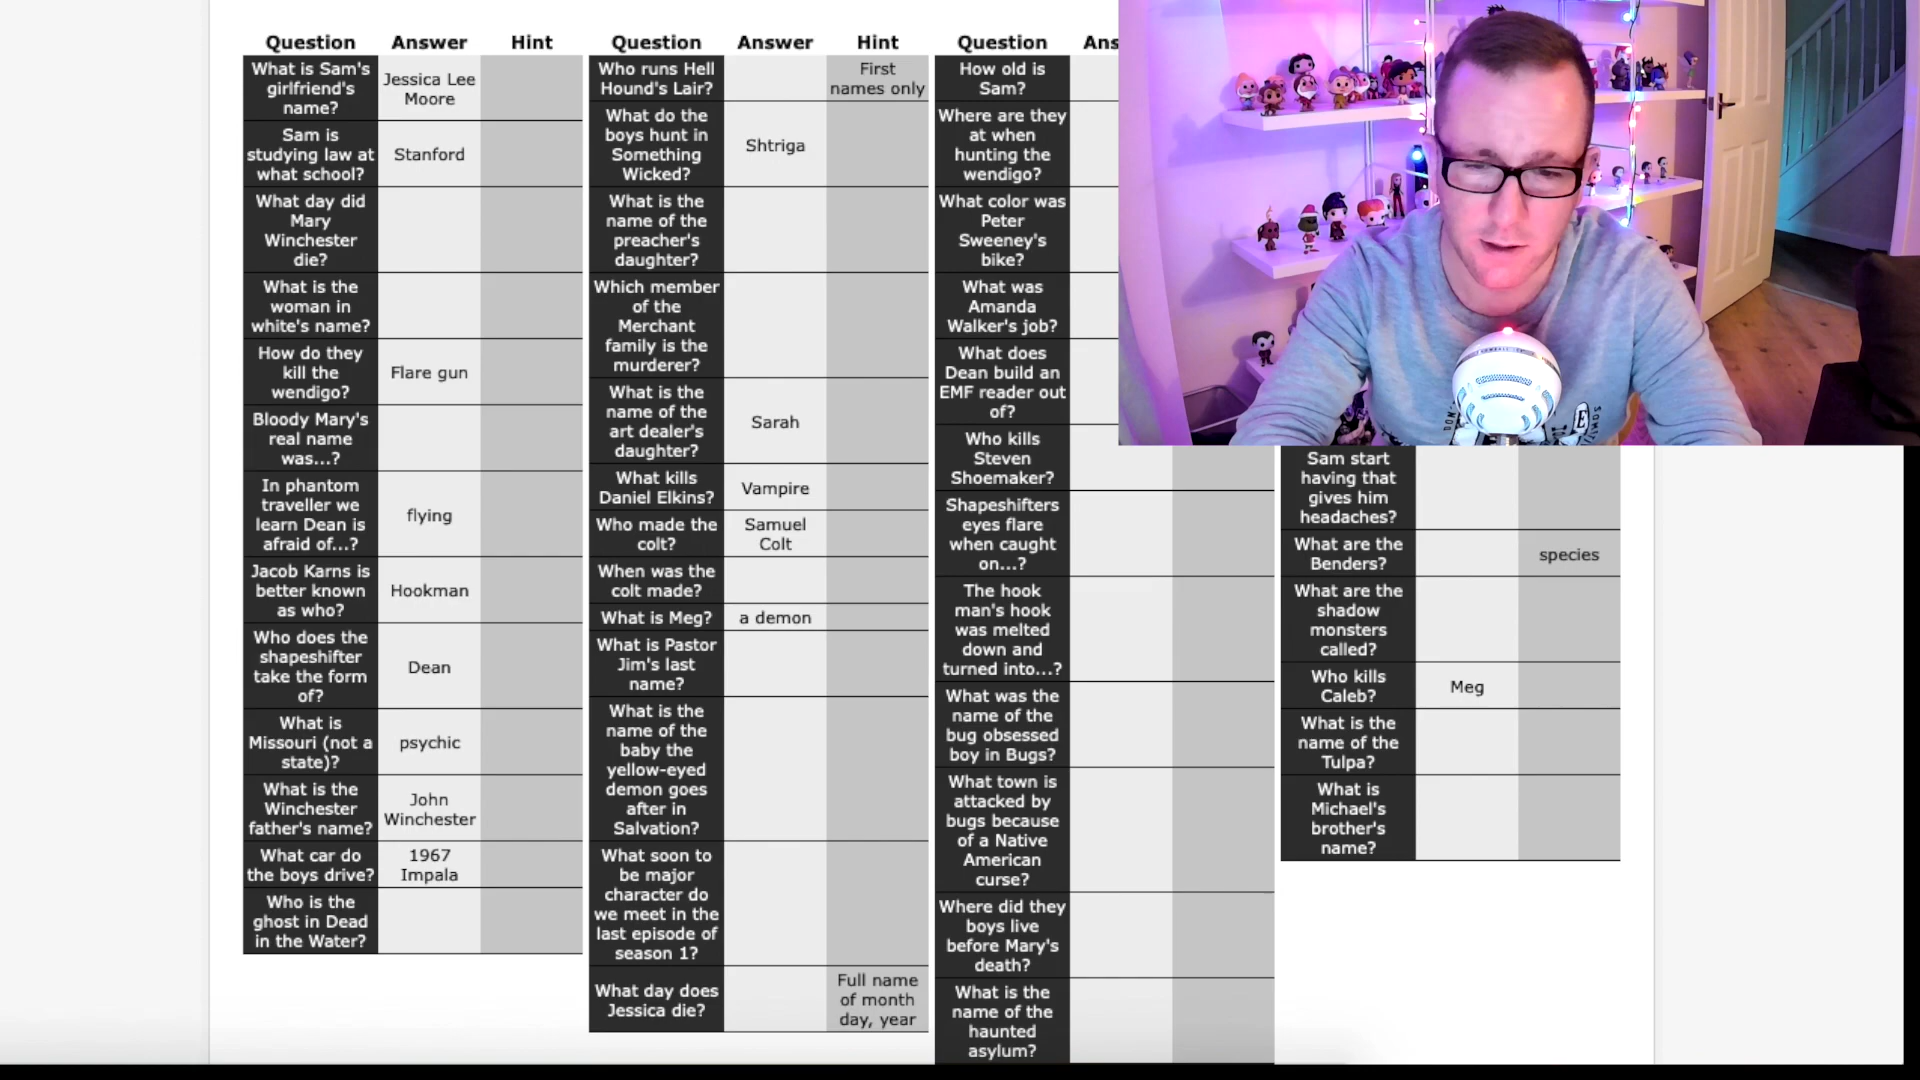 Question Answer Hint
What is Sam's
girlfriend's
name?
Jessica Lee
Moore
Sam is
studying law at
what school?
Stanford
What day did
Mary
Winchester
die?
What is the
woman in
white's name?
How do they
kill the
wendigo?
Flare gun
Bloody Mary's
real name
was...?
In phantom
traveller we
learn Dean is
afraid of...?
flying
Jacob Karns is
better known
as who?
Hookman
Who does the
shapeshifter
take the form
of?
Dean
What is
Missouri (not a
state)?
psychic
What is the
Winchester
father's name?
John
Winchester
What car do
the boys drive?
1967
Impala
Who is the
ghost in Dead
in the Water?
Question Answer Hint
Who runs Hell
Hound's Lair?
First
names only
What do the
boys hunt in
Something
Wicked?
Shtriga
What is the
name of the
preacher's
daughter?
Which member
of the
Merchant
family is the
murderer?
What is the
name of the
art dealer's
daughter?
Sarah
What kills
Daniel Elkins?
Vampire
Who made the
colt?
Samuel
Colt
When was the
colt made?
What is Meg?
a demon
What is Pastor
Jim's last
name?
What is the
name of the
baby the
yellow-eyed
demon goes
after in
Salvation?
What soon to
be major
character do
we meet in the
last episode of
season 1?
What day does
Jessica die?
Full name
of month
day, year
Question Ans
How old is
Sam?
Where are they
at when
hunting the
wendigo?
What color was
Peter
Sweeney's
bike?
What was
Amanda
Walker's job?
What does
Dean build an
EMF reader out
of?
Who kills
Steven
Shoemaker?
Shapeshifters
eyes flare
when caught
on...?
The hook
man's hook
was melted
down and
turned into...?
What was the
name of the
bug obsessed
boy in Bugs?
What town is
attacked by
bugs because
of a Native
American
curse?
Where did they
boys live
before Mary's
death?
What is the
name of the
haunted
asylum?
Sam start
having that
gives him
headaches?
What are the
Benders?
species
What are the
shadow
monsters
called?
Who kills
Caleb?
Meg
What is the
name of the
Tulpa?
What is
Michael's
brother's
name?